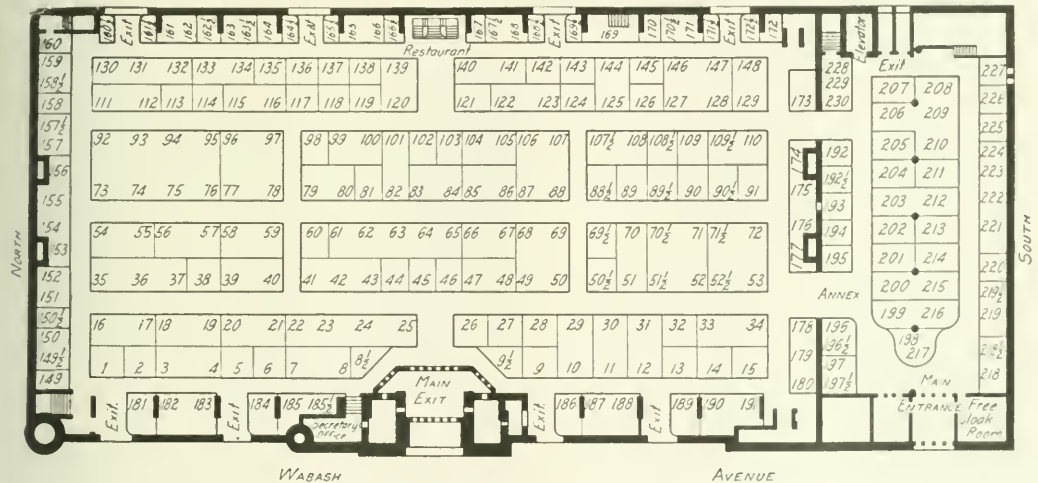 160½ Exit 161½ 161 162 162½ 163 163½ 164 164½ Exit 165½ 165 166 166½ 167 167½ 168 168½ Exit 169½ 169 170 170½ 171 171½ Exit 172½ 172
Restaurant
Elevator
Exit
160
159
158½
158
157½
157
156
155
154
153
152
151
150½
150
149½
149
130 131 132 133 134 135 136 137 138 139
111 112 113 114 115 116 117 118 119 120
140 141 142 143 144 145 146 147 148
121 122 123 124 125 126 127 128 129
92 93 94 95 96 97
73 74 75 76 77 78
98 99 100 101 102 103 104 105 106 107
79 80 81 82 83 84 85 86 87 88
107½ 108 108½ 109 109½ 110
88½ 89 89½ 90 90½ 91
54 55 56 57 58 59
35 36 37 38 39 40
60 61 62 63 64 65 66 67 68 69
41 42 43 44 45 46 47 48 49 50
69½ 70 70½ 71 71½ 72
50½ 51 51½ 52 52½ 53
16 17 18 19 20 21 22 23 24 25
1 2 3 4 5 6 7 8 8½
26 27 28 29 30 31 32 33 34
9½ 9 10 11 12 13 14 15
173
174
175
176
177
178
179
180
228
229
230
192
192½
193
194
195
ANNEX
196
196½
197
197½
207 208
206 209
205 210
204 211
203 212
202 213
201 214
200 215
199 216
198
217
227
226
225
224
223
222
221
220
219½
219
218½
218
MAIN
EXIT
MAIN
ENTRANCE
Free
Cloak
Room
Exit 181 182 183 Exit 184 185 185½
Secretary's
Office
Exit. 186 187 188 Exit 189 190 191
NORTH
SOUTH
WABASH AVENUE